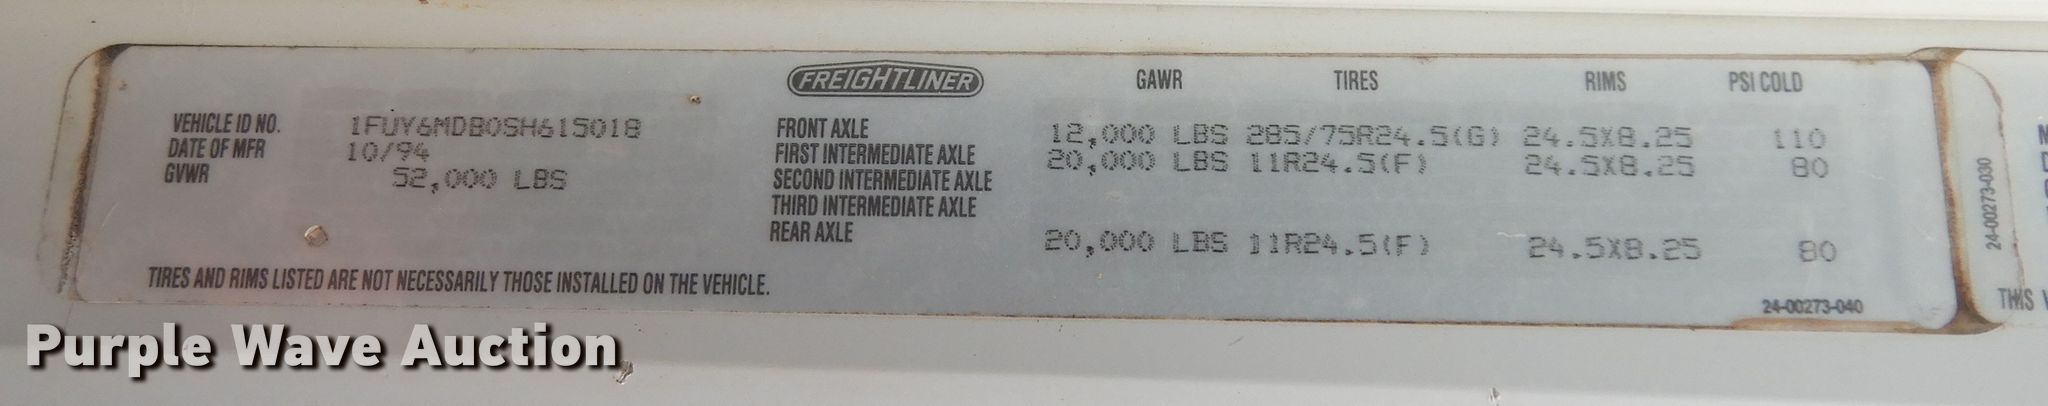 FREIGHTLINER
GAWR TIRES RIMS PSI COLD
VEHICLE ID NO. 1FUY6MDB0SH615018
DATE OF MFR 10/94
GVWR 52,000 LBS
FRONT AXLE 12,000 LBS 285/75R24.5(G) 24.5X8.25 110
FIRST INTERMEDIATE AXLE 20,000 LBS 11R24.5(F) 24.5X8.25 80
SECOND INTERMEDIATE AXLE
THIRD INTERMEDIATE AXLE
REAR AXLE 20,000 LBS 11R24.5(F) 24.5X8.25 80
TIRES AND RIMS LISTED ARE NOT NECESSARILY THOSE INSTALLED ON THE VEHICLE.
24-00273-040
24-00273-030
THIS
Purple Wave Auction